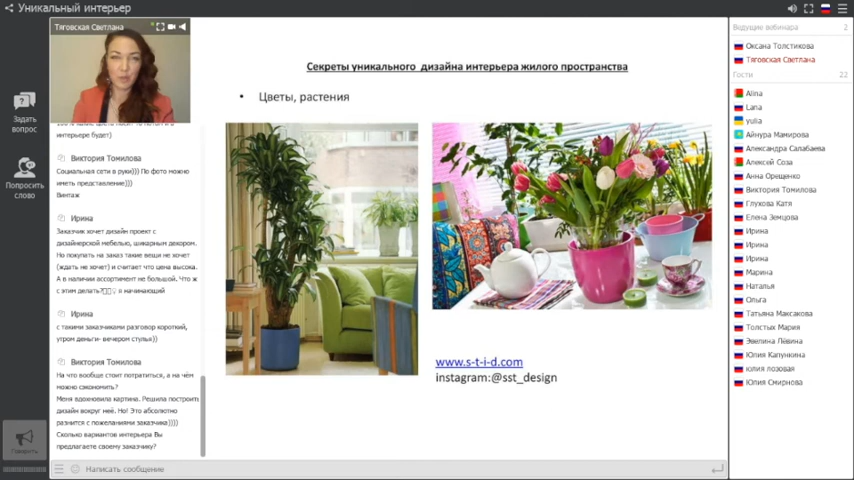 Уникальный интерьер
Тяговская Светлана
Задать
вопрос
Попросить
слово
Говорить
интерьере будет)
Виктория Томилова
Социальная сети в руки))) По фото можно
иметь представление)))
Винтаж
Ирина
Заказчик хочет дизайн проект с
дизайнерской мебелью, шикарным декором.
Но покупать на заказ такие вещи не хочет
(ждать не хочет) и считает что цена высока.
А в наличии ассортимент не большой. Что ж
с этим делать? я начинающий
Ирина
с такими заказчиками разговор короткий,
утром деньги- вечером стулья))
Виктория Томилова
На что вообще стоит потратиться, а на чём
можно сэкономить?
Меня вдохновила картина. Решила построить
дизайн вокруг неё. Но! Это абсолютно
разнится с пожеланиями заказчика))))
Сколько вариантов интерьера Вы
предлагаете своему заказчику?
Написать сообщение
Секреты уникального дизайна интерьера жилого пространства
• Цветы, растения
www.s-t-i-d.com
instagram:@sst_design
Ведущие вебинара 2
Оксана Толстикова
Тяговская Светлана
Гости 22
Alina
Lana
yulia
Айнура Мамирова
Александра Салабаева
Алексей Соза
Анна Орещенко
Виктория Томилова
Глухова Катя
Елена Земцова
Ирина
Ирина
Ирина
Марина
Наталья
Ольга
Татьяна Максакова
Толстых Мария
Эвелина Лёвина
Юлия Капункина
юлия лозовая
Юлия Смирнова